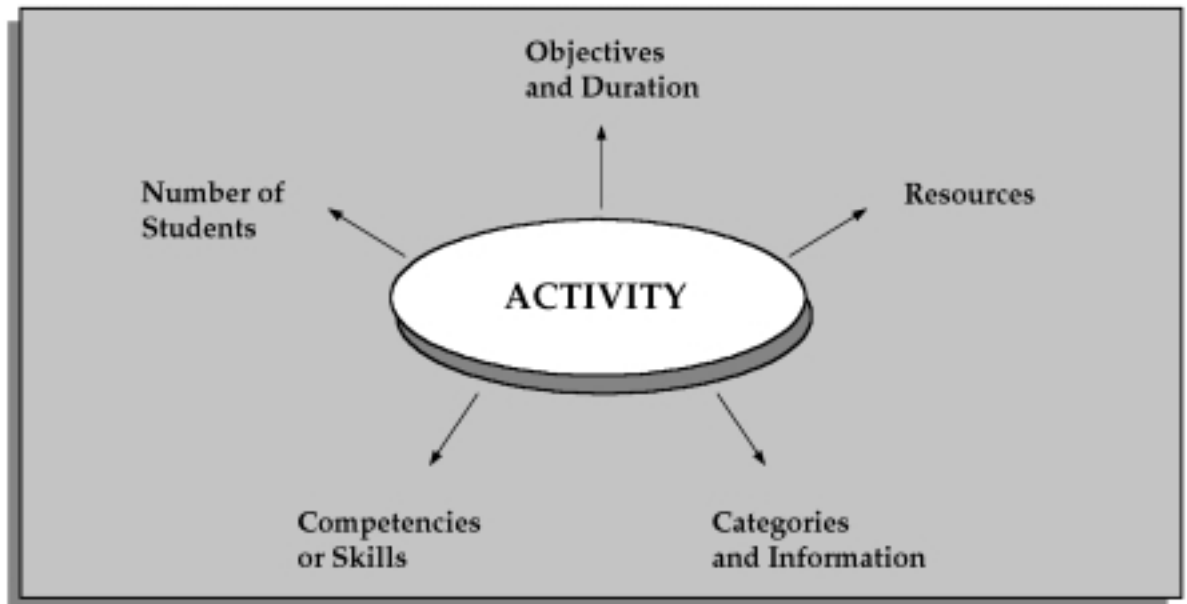 Objectives
and Duration
Number of
Students
Resources
ACTIVITY
Competencies
or Skills
Categories
and Information